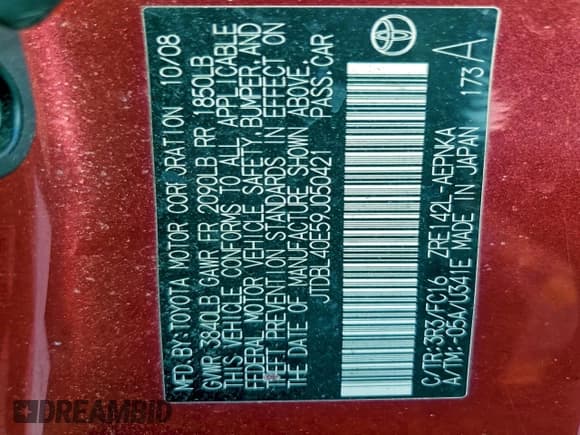 MFD.BY TOYOTA MOTOR CORPORATION 10/08
GVWR 3840LB GAWR FR 2090LB RR 1850LB
THIS VEHICLE CONFORMS TO ALL APPLICABLE
FEDERAL MOTOR VEHICLE SAFETY,BUMPER,AND
THEFT PREVENTION STANDARDS IN EFFECT ON
THE DATE OF MANUFACTURE SHOWN ABOVE.
JTDBL40E59J050421 PASS.CAR
C/TR:3R3/FC16 ZRE142L-AEPNKA
A/TM:-05A/U341E MADE IN JAPAN
173 A
DREAMBID